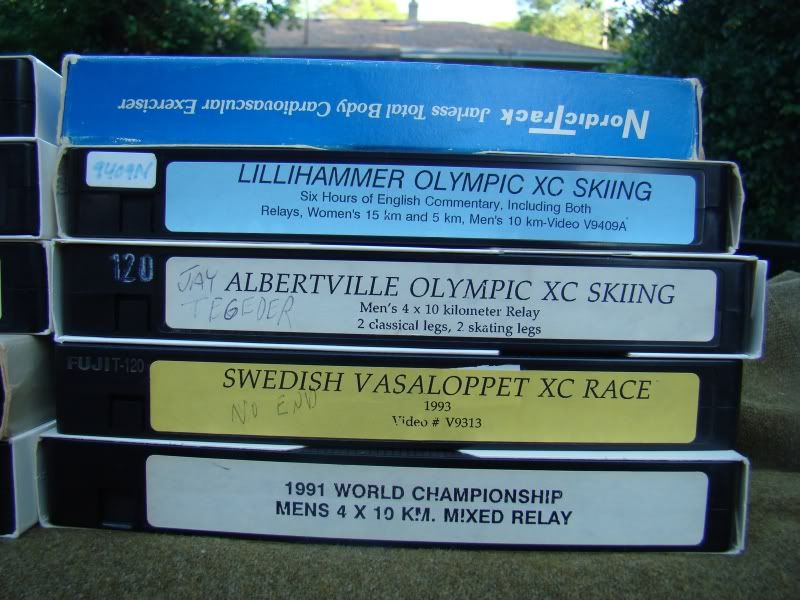 NordicTrack Jarless Total Body Cardiovascular Exerciser
9409N
LILLIHAMMER OLYMPIC XC SKIING
Six Hours of English Commentary, Including Both
Relays, Women's 15 km and 5 km, Men's 10 km-Video V9409A
120
JAY
TEGEDER
ALBERTVILLE OLYMPIC XC SKIING
Men's 4 x 10 kilometer Relay
2 classical legs, 2 skating legs
FUJI T-120
SWEDISH VASALOPPET XC RACE
NO END
1993
Video # V9313
1991 WORLD CHAMPIONSHIP
MENS 4 X 10 KM. MIXED RELAY